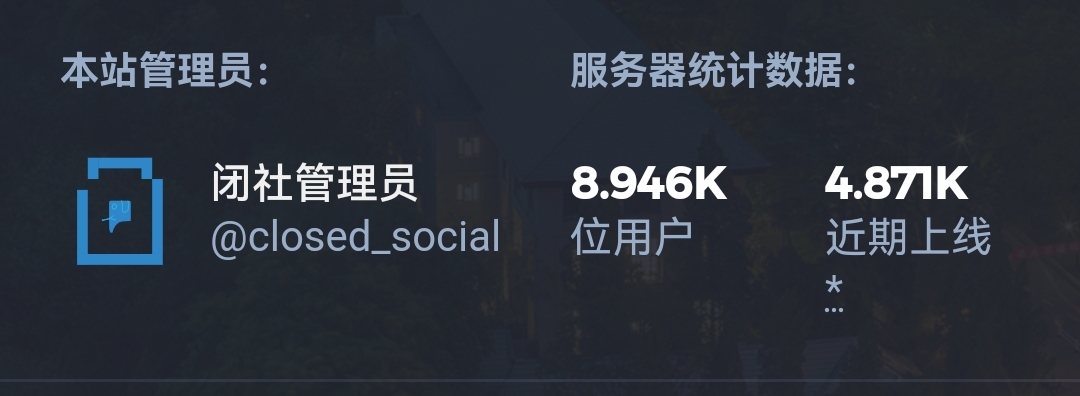 本站管理员：
服务器统计数据：
闭社管理员
@closed_social
8.946K
位用户
4.871K
近期上线
*